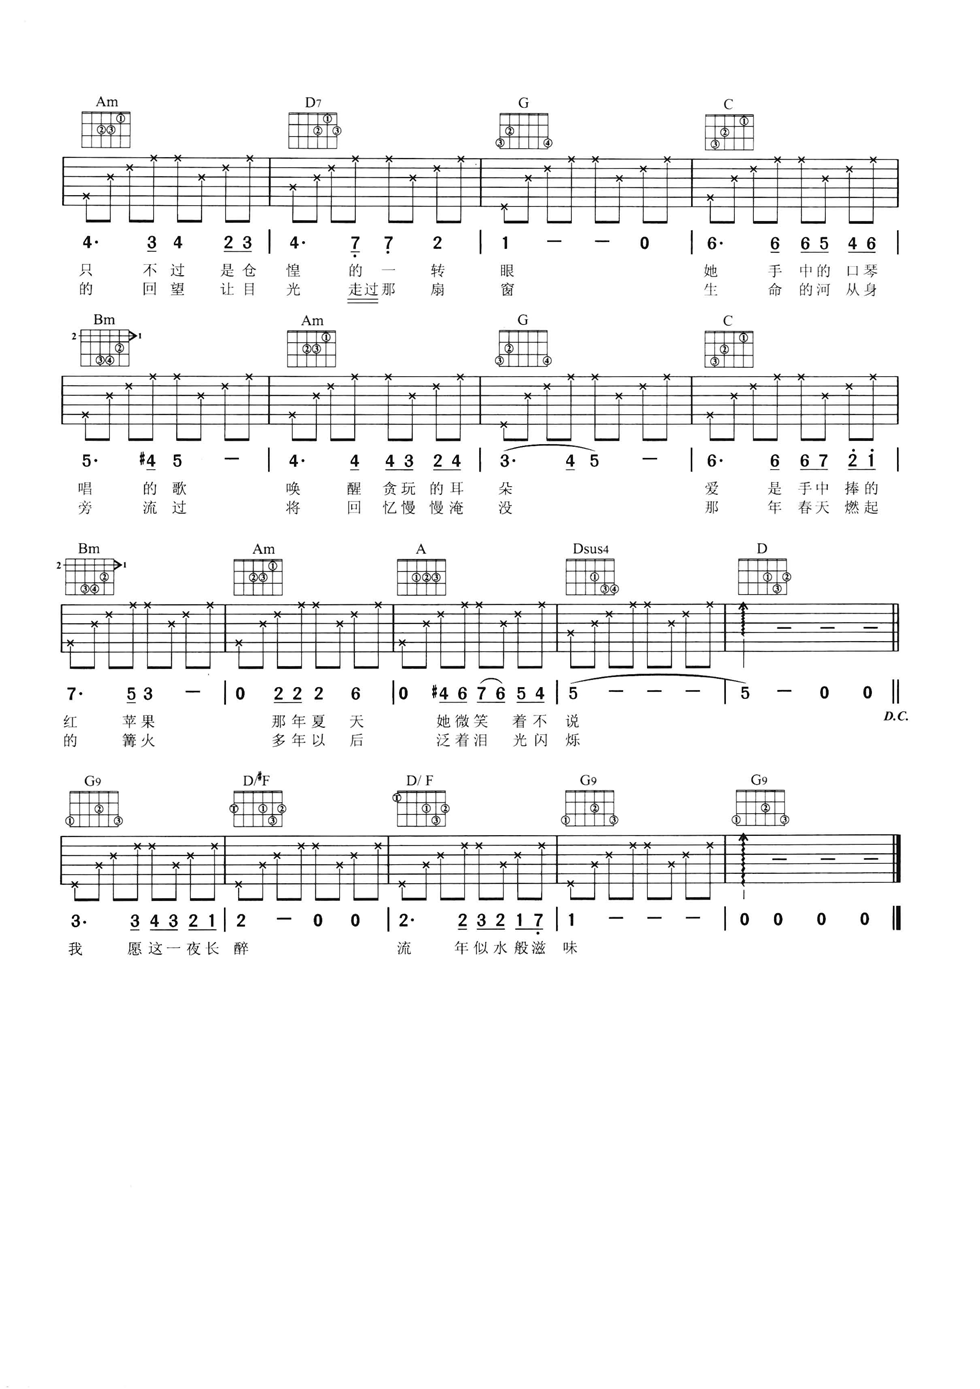 Am D7 G C
4· 3 4 2 3 | 4· 7 7 2 | 1 — — 0 | 6· 6 6 5 4 6 |
只 不过 是仓 惶 的一 转 眼 她 手 中的 口琴
的 回望 让目 光 走过那 扇 窗 生 命 的河 从身
Bm Am G C
5· #4 5 — | 4· 4 4 3 2 4 | 3· 4 5 — | 6· 6 6 7 2 1 |
唱 的歌 唤 醒 贪玩 的耳 朵 爱 是 手中 捧的
旁 流过 将 回 忆慢 慢淹 没 那 年 春天 燃起
Bm Am A Dsus4 D
7· 5 3 — | 0 2 2 2 6 | 0 #4 6 7 6 5 4 | 5 — — — | 5 — 0 0 ||
D.C.
红 苹果 那年夏 天 她微笑 着不 说
的 篝火 多年以 后 泛着泪 光闪 烁
G9 D/#F D/ F G9 G9
3· 3 4 3 2 1 | 2 — 0 0 | 2· 2 3 2 1 7 | 1 — — — | 0 0 0 0
我 愿这一夜长 醉 流 年似水般滋 味